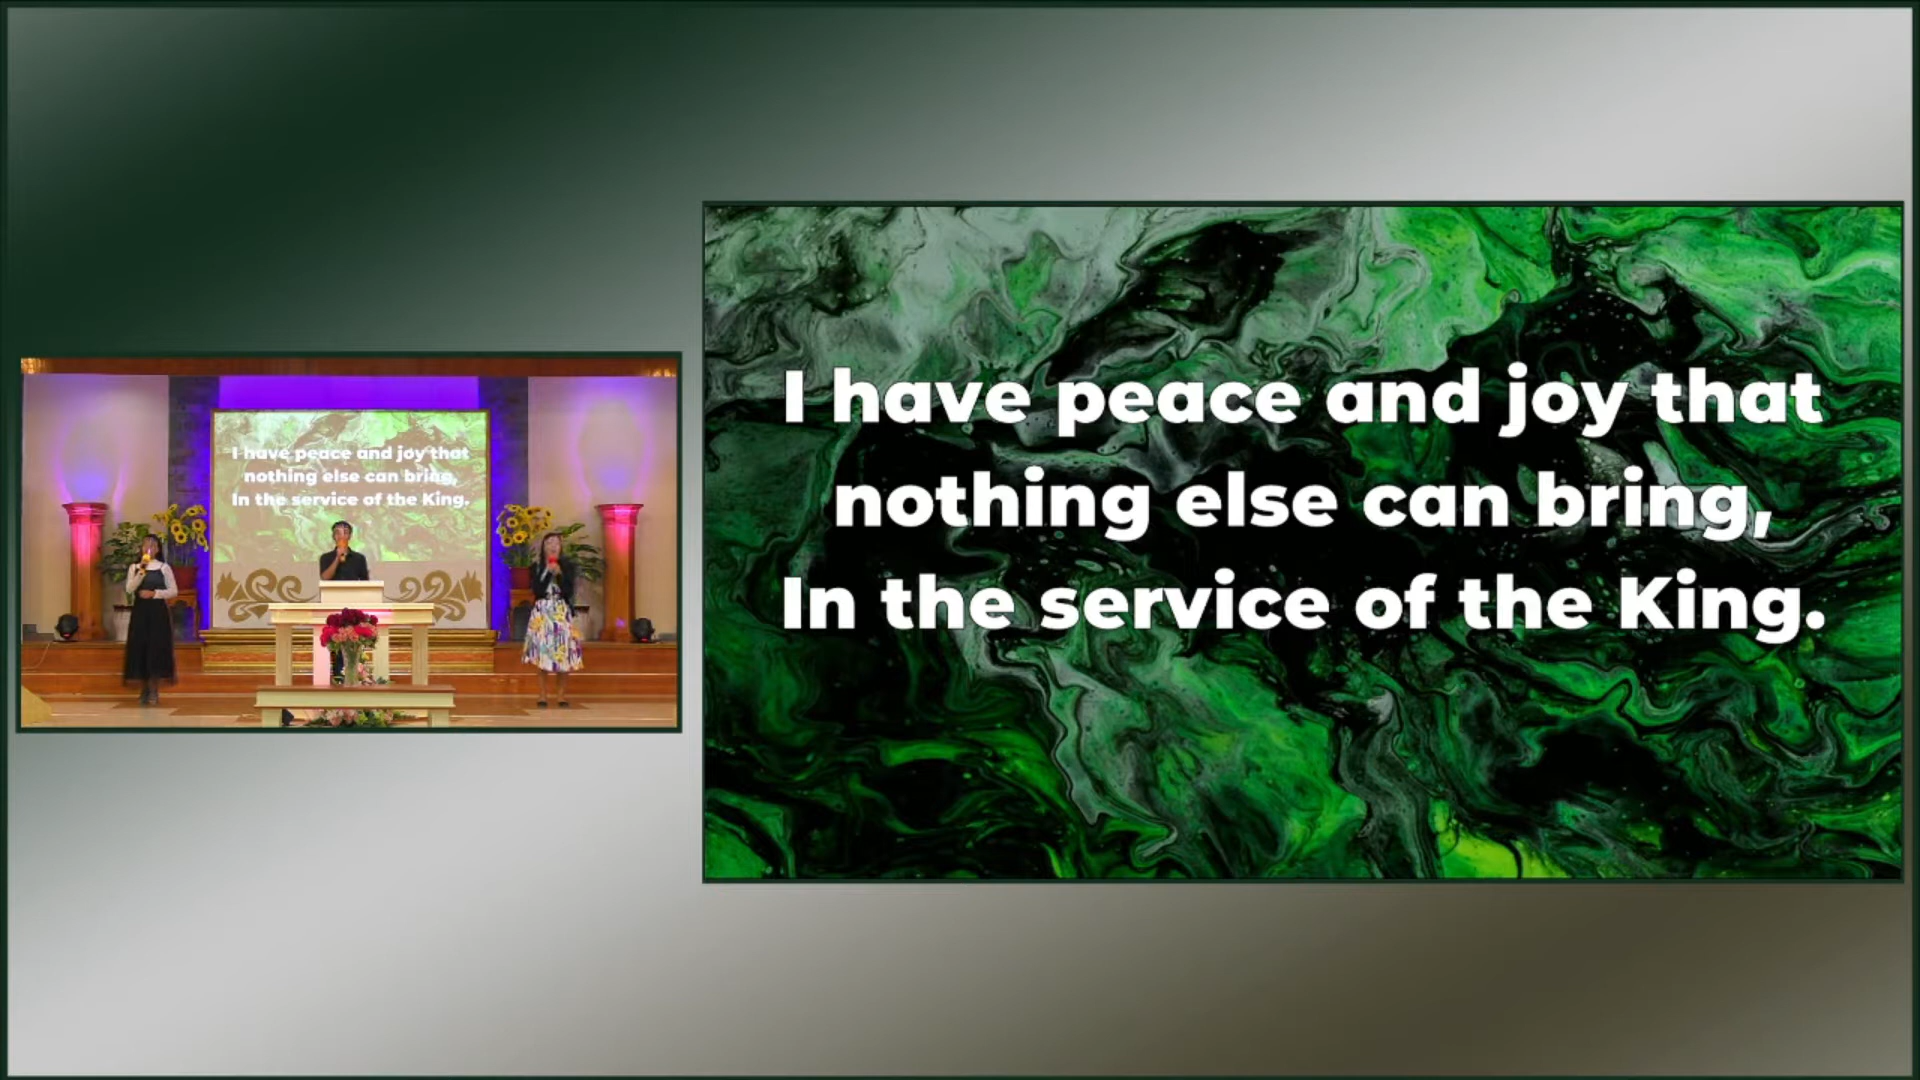 I have peace and joy that
nothing else can bring,
In the service of the King.
I have peace and joy that
nothing else can bring,
In the service of the King.